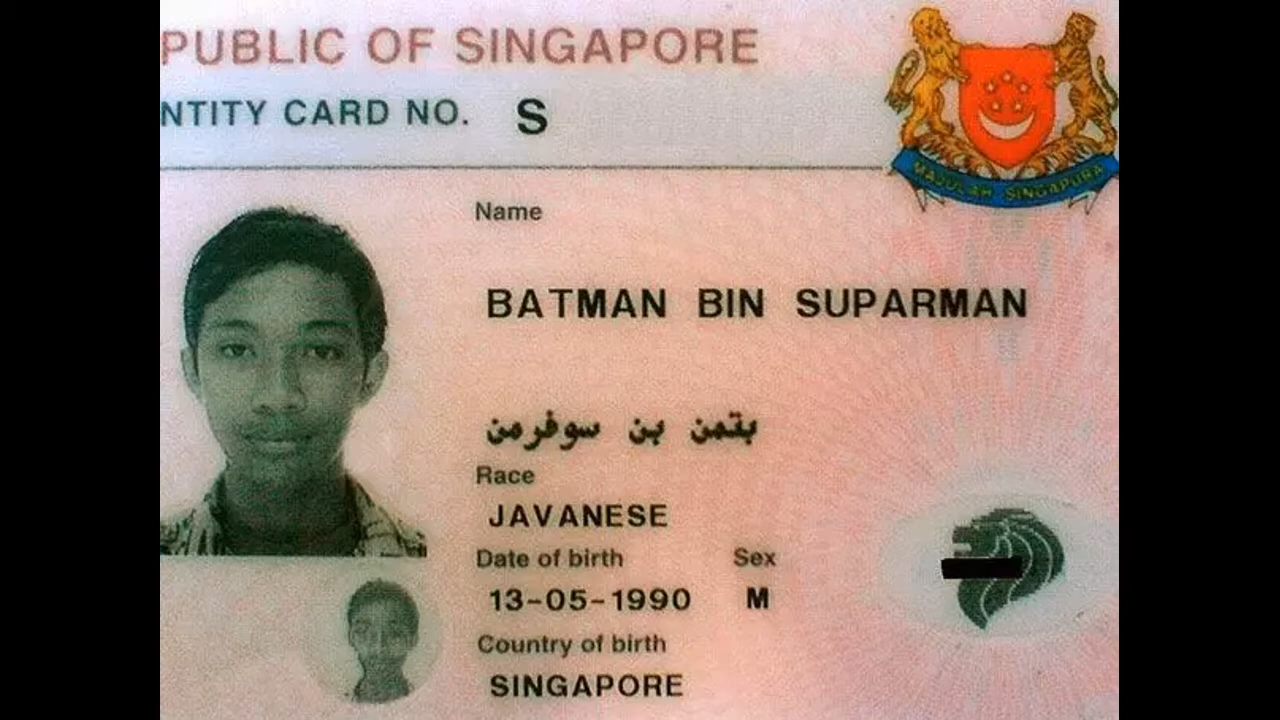 PUBLIC OF SINGAPORE
NTITY CARD NO. S
MAJULAH SINGAPURA
Name
BATMAN BIN SUPARMAN
بتمن بن سوفرمن
Race
JAVANESE
Date of birth Sex
13-05-1990 M
Country of birth
SINGAPORE